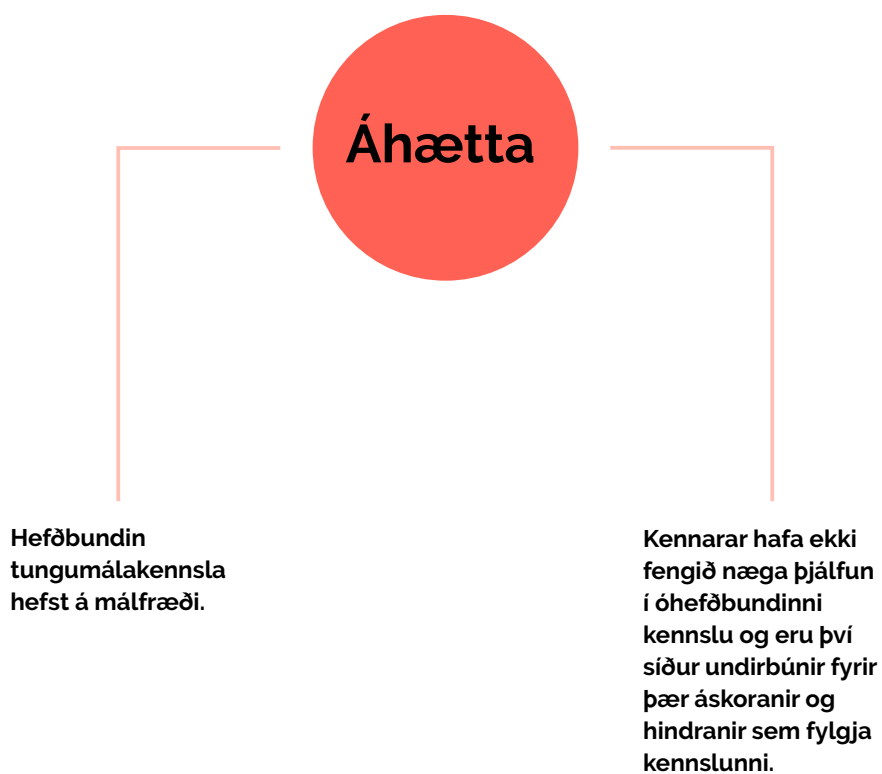 Áhætta
Hefðbundin
tungumálakennsla
hefst á málfræði.
Kennarar hafa ekki
fengið næga þjálfun
í óhefðbundinni
kennslu og eru því
síður undirbúnir fyrir
þær áskoranir og
hindranir sem fylgja
kennslunni.